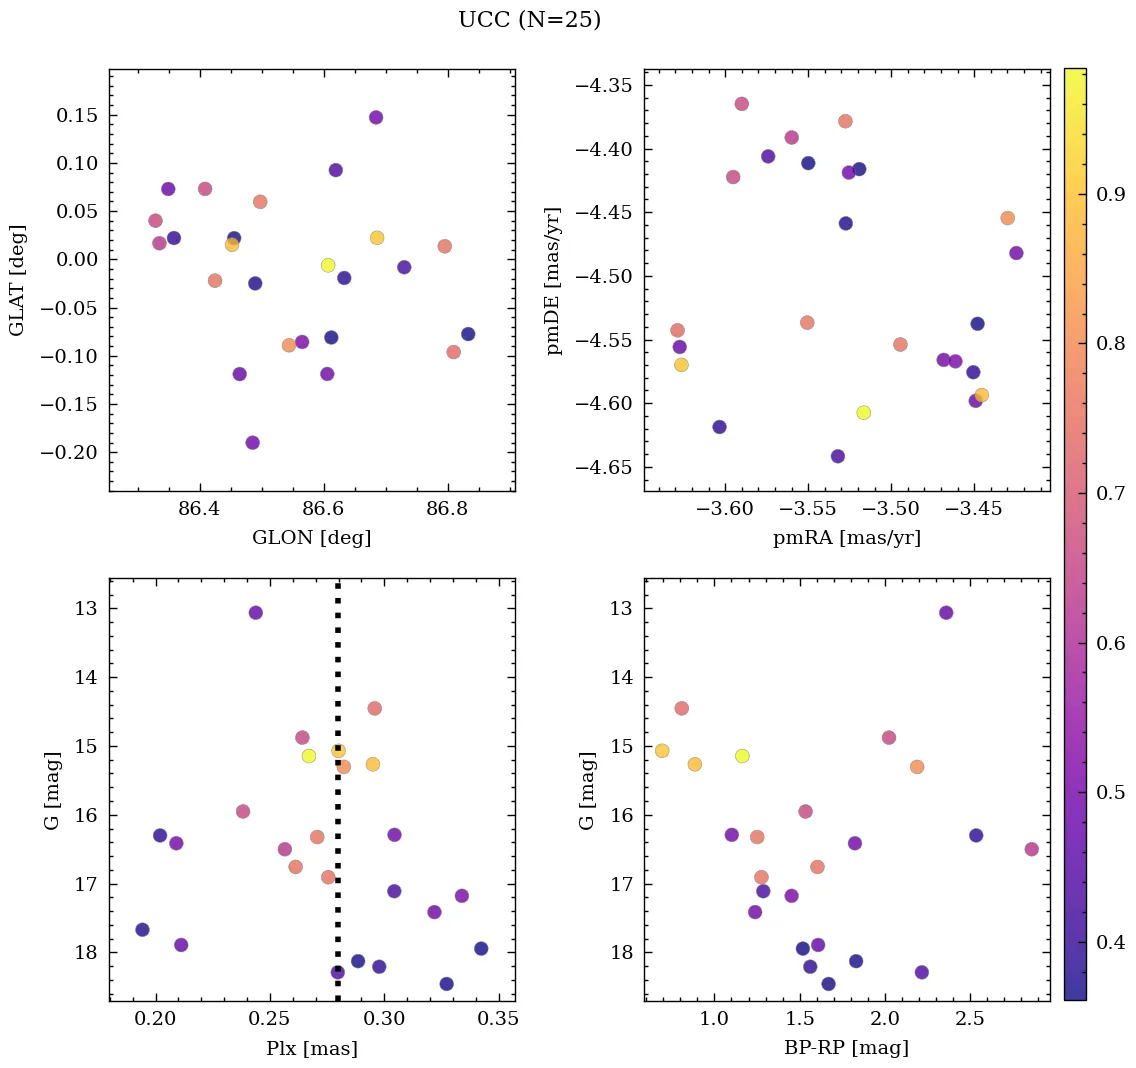 UCC (N=25)
0.15
0.10
0.05
0.00
−0.05
−0.10
−0.15
−0.20
GLAT [deg]
86.4 86.6 86.8
GLON [deg]
−4.35
−4.40
−4.45
−4.50
−4.55
−4.60
−4.65
pmDE [mas/yr]
−3.60 −3.55 −3.50 −3.45
pmRA [mas/yr]
13
14
15
16
17
18
G [mag]
0.20 0.25 0.30 0.35
Plx [mas]
13
14
15
16
17
18
G [mag]
1.0 1.5 2.0 2.5
BP-RP [mag]
0.9
0.8
0.7
0.6
0.5
0.4